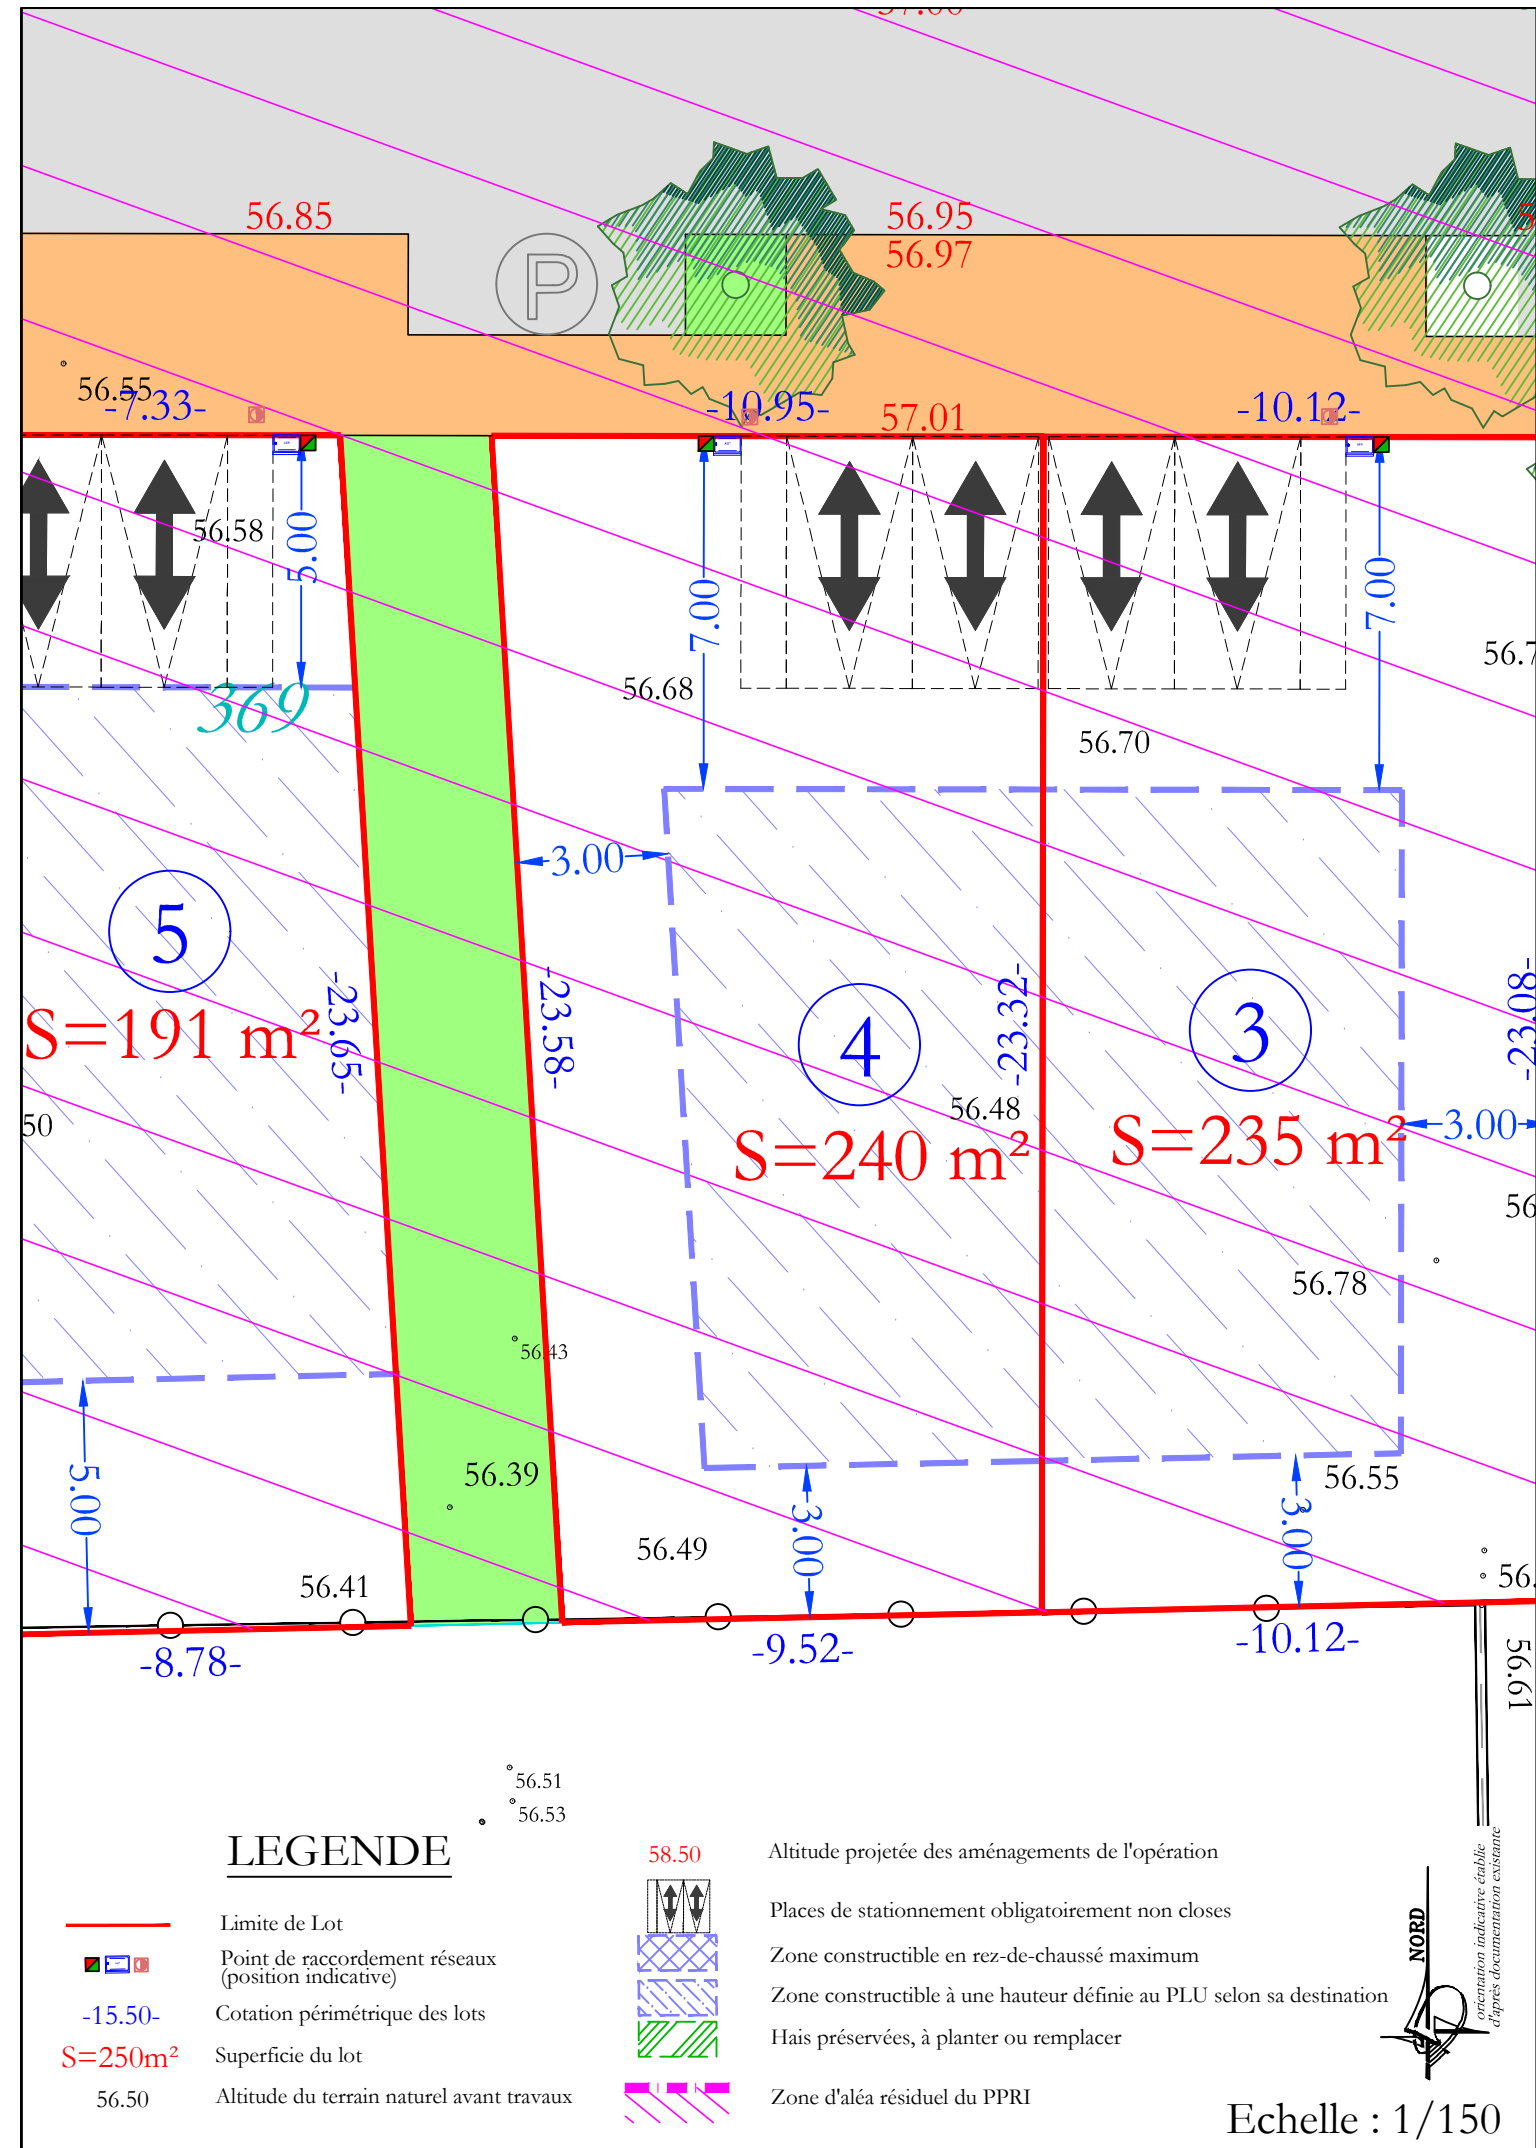 56.85
56.95
56.97
P
56.55
-7.33-
-10.95-
57.01
-10.12-
56.58
5.00
7.00
7.00
369
56.68
56.70
-3.00-
5
S=191 m²
-23.65-
-23.58-
4
S=240 m²
-23.32-
56.48
3
S=235 m²
-23.08-
-3.00-
50
56.78
56.43
56.39
56.49
56.41
5.00
3.00
3.00
56.55
-8.78-
-9.52-
-10.12-
56.61
56.51
56.53
LEGENDE
Limite de Lot
Point de raccordement réseaux
(position indicative)
-15.50- Cotation périmétrique des lots
S=250m² Superficie du lot
56.50 Altitude du terrain naturel avant travaux
58.50 Altitude projetée des aménagements de l'opération
Places de stationnement obligatoirement non closes
Zone constructible en rez-de-chaussé maximum
Zone constructible à une hauteur définie au PLU selon sa destination
Hais préservées, à planter ou remplacer
Zone d'aléa résiduel du PPRI
NORD
orientation indicative établie
d'après documentation existante
Echelle : 1/150